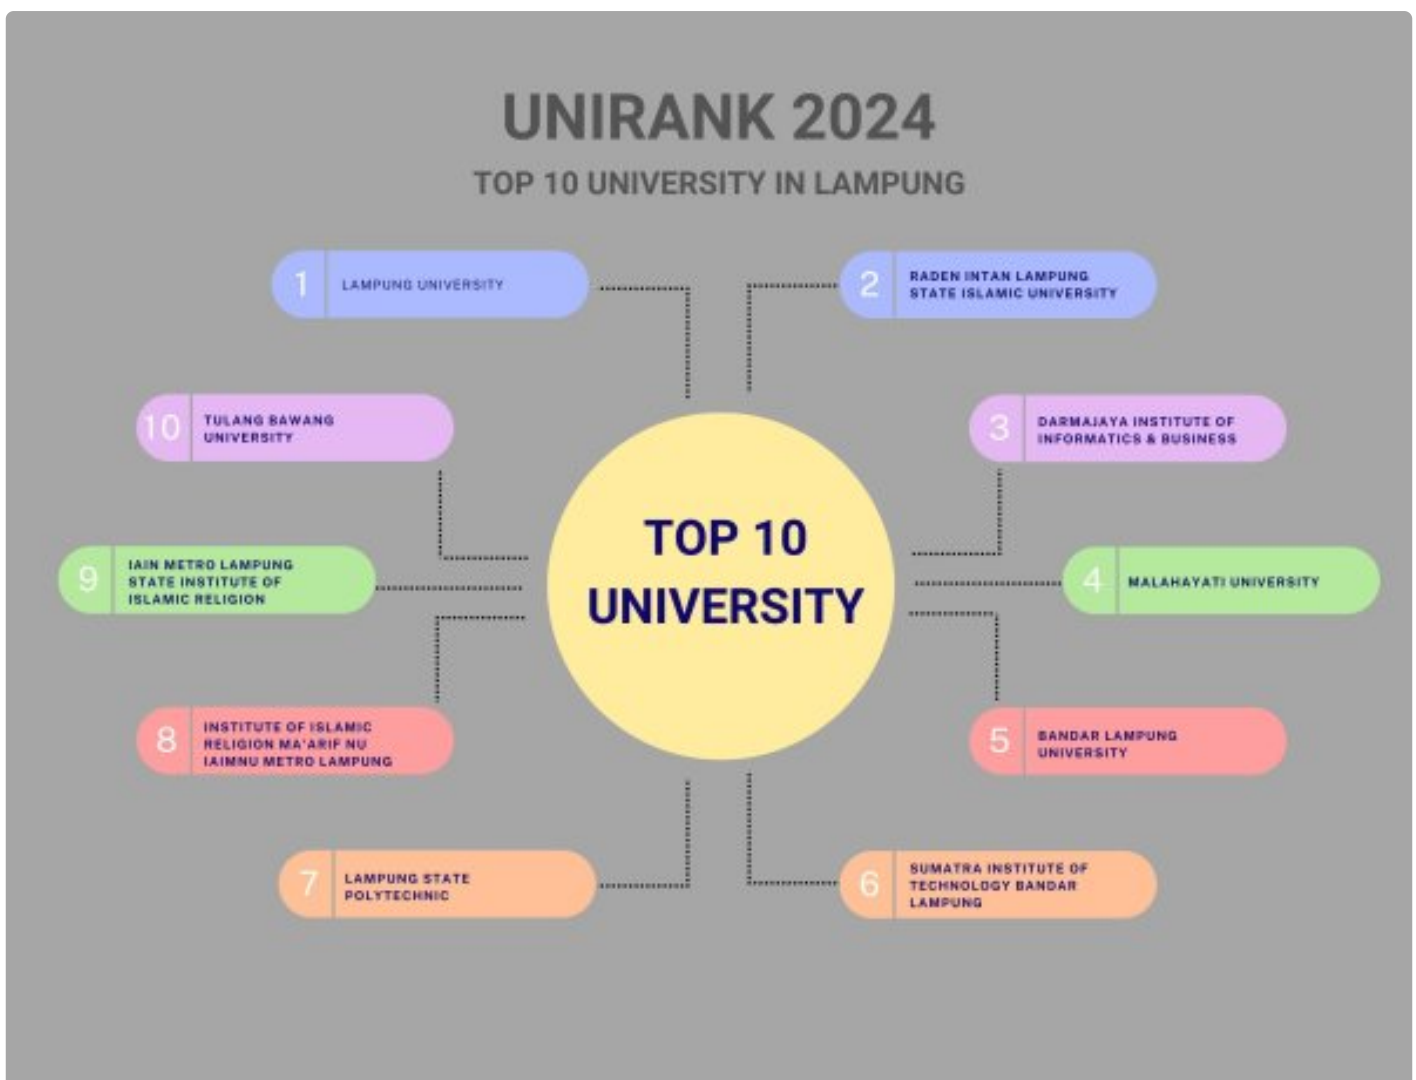 UNIRANK 2024
TOP 10 UNIVERSITY IN LAMPUNG
1
LAMPUNG UNIVERSITY
2
RADEN INTAN LAMPUNG
STATE ISLAMIC UNIVERSITY
10
TULANG BAWANG
UNIVERSITY
3
DARMAJAYA INSTITUTE OF
INFORMATICS & BUSINESS
TOP 10
UNIVERSITY
9
IAIN METRO LAMPUNG
STATE INSTITUTE OF
ISLAMIC RELIGION
4
MALAHAYATI UNIVERSITY
8
INSTITUTE OF ISLAMIC
RELIGION MA'ARIF NU
IAIMNU METRO LAMPUNG
5
BANDAR LAMPUNG
UNIVERSITY
7
LAMPUNG STATE
POLYTECHNIC
6
SUMATRA INSTITUTE OF
TECHNOLOGY BANDAR
LAMPUNG